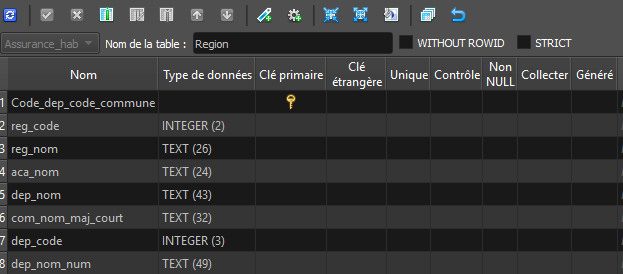 Assurance_hab Nom de la table : Region WITHOUT ROWID STRICT
Nom Type de données Clé primaire Clé étrangère Unique Contrôle Non NULL Collecter Généré
1 Code_dep_code_commune
2 reg_code INTEGER (2)
3 reg_nom TEXT (26)
4 aca_nom TEXT (24)
5 dep_nom TEXT (43)
6 com_nom_maj_court TEXT (32)
7 dep_code INTEGER (3)
8 dep_nom_num TEXT (49)